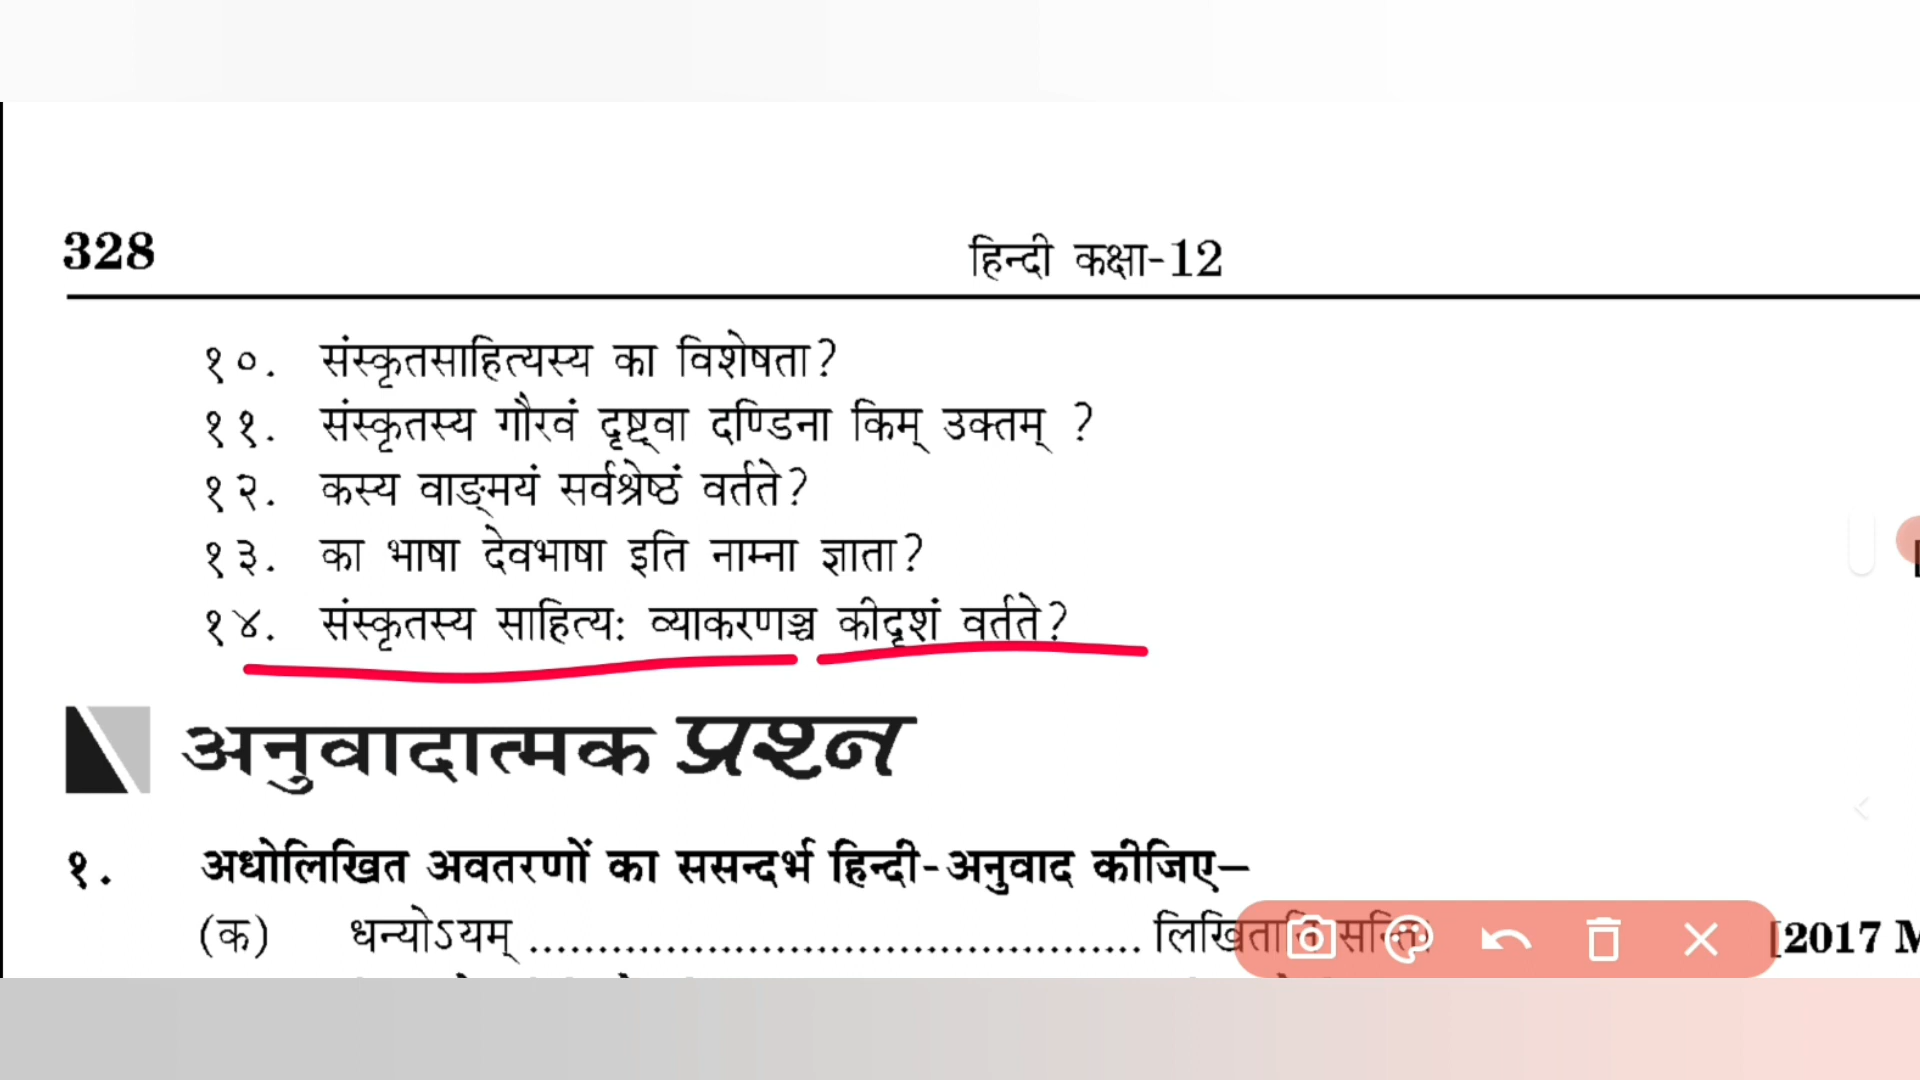 328
हिन्दी कक्षा-12
१०. संस्कृतसाहित्यस्य का विशेषता?
११. संस्कृतस्य गौरवं दृष्ट्वा दण्डिना किम् उक्तम् ?
१२. कस्य वाङ्मयं सर्वश्रेष्ठं वर्तते?
१३. का भाषा देवभाषा इति नाम्ना ज्ञाता?
१४. संस्कृतस्य साहित्यः व्याकरणञ्च कीदृशं वर्तते?
अनुवादात्मक प्रश्न
१. अधोलिखित अवतरणों का ससन्दर्भ हिन्दी-अनुवाद कीजिए–
(क) धन्योऽयम् ............................................ लिखितानि सन्ति। [2017 M